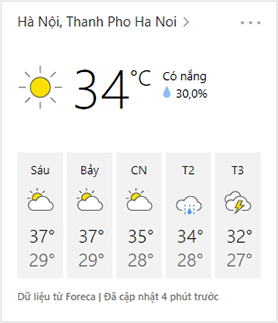 Hà Nội, Thanh Pho Ha Noi
34°C
Có nắng
30,0%
Sáu Bảy CN T2 T3
37° 37° 35° 34° 32°
29° 29° 28° 28° 27°
Dữ liệu từ Foreca | Đã cập nhật 4 phút trước